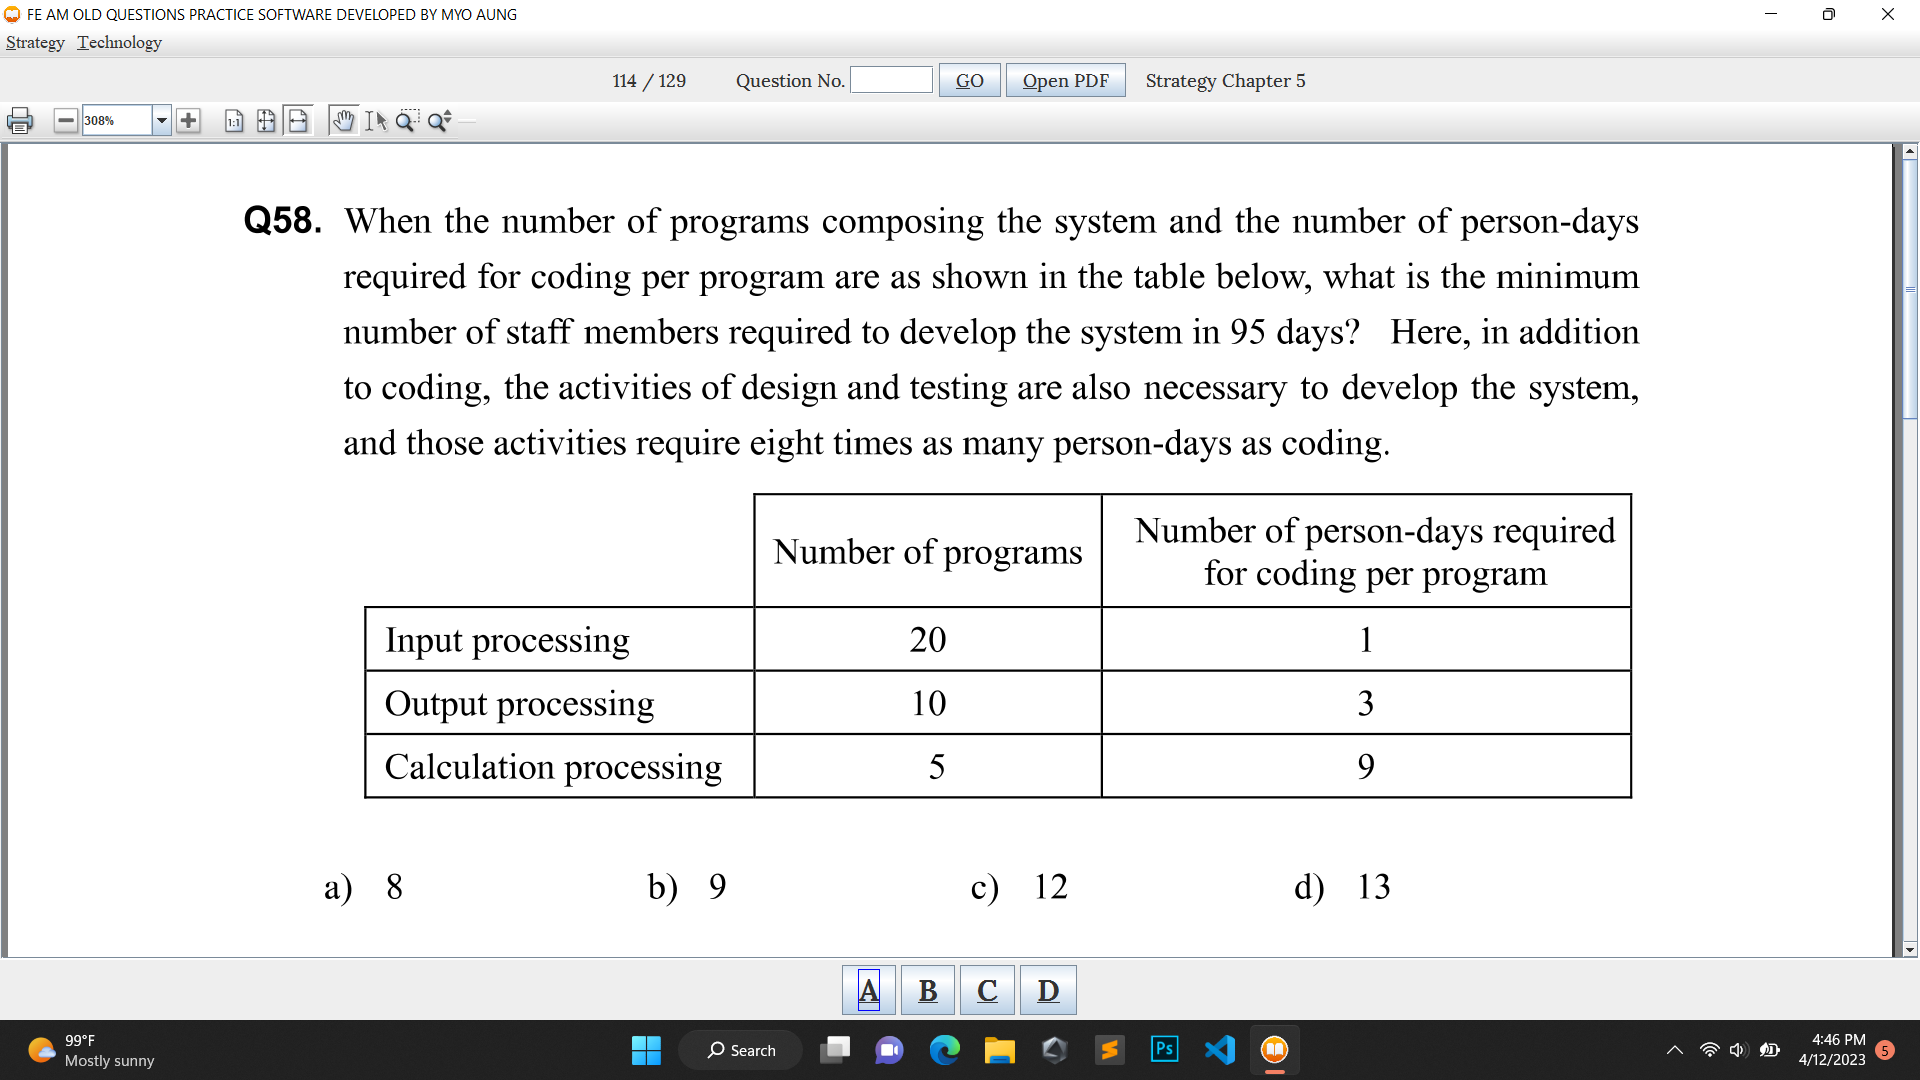 FE AM OLD QUESTIONS PRACTICE SOFTWARE DEVELOPED BY MYO AUNG
Strategy Technology
114 / 129 Question No. GO Open PDF Strategy Chapter 5
308% 1:1
Q58. When the number of programs composing the system and the number of person-days
required for coding per program are as shown in the table below, what is the minimum
number of staff members required to develop the system in 95 days? Here, in addition
to coding, the activities of design and testing are also necessary to develop the system,
and those activities require eight times as many person-days as coding.
Number of programs Number of person-days required
for coding per program
Input processing 20 1
Output processing 10 3
Calculation processing 5 9
a) 8 b) 9 c) 12 d) 13
A B C D
99°F
Mostly sunny
Search
Ps
4:46 PM
4/12/2023
5